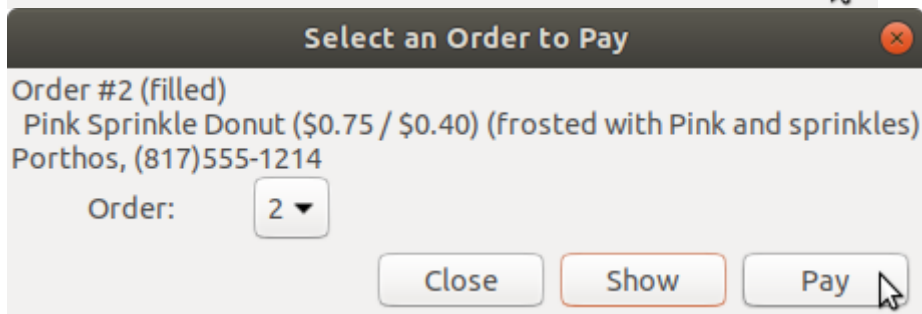 Select an Order to Pay
Order #2 (filled)
Pink Sprinkle Donut ($0.75 / $0.40) (frosted with Pink and sprinkles)
Porthos, (817)555-1214
Order: 2
Close Show Pay